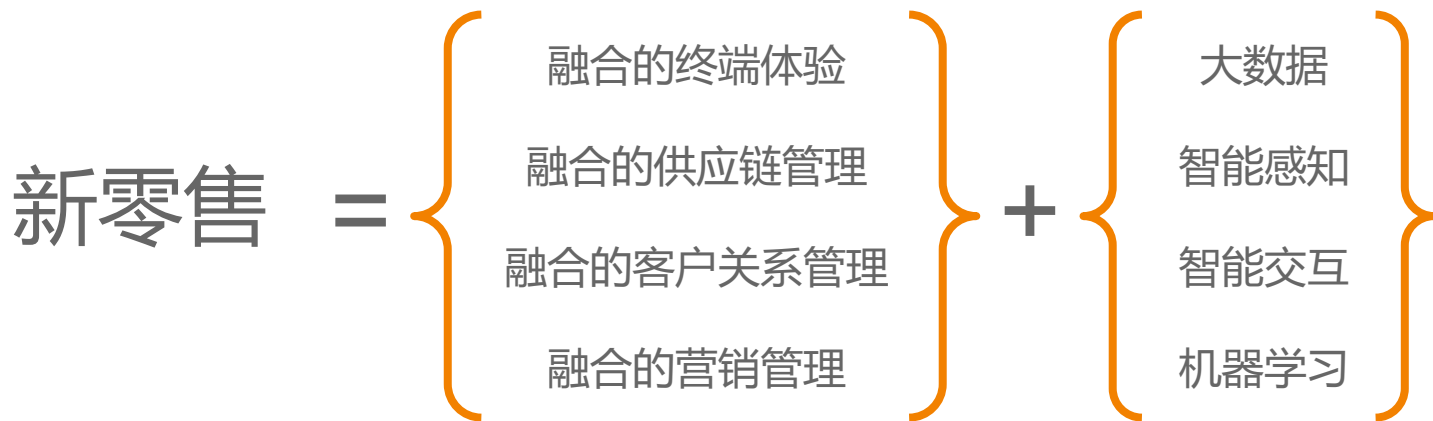 新零售 =
融合的终端体验
融合的供应链管理
融合的客户关系管理
融合的营销管理
+
大数据
智能感知
智能交互
机器学习